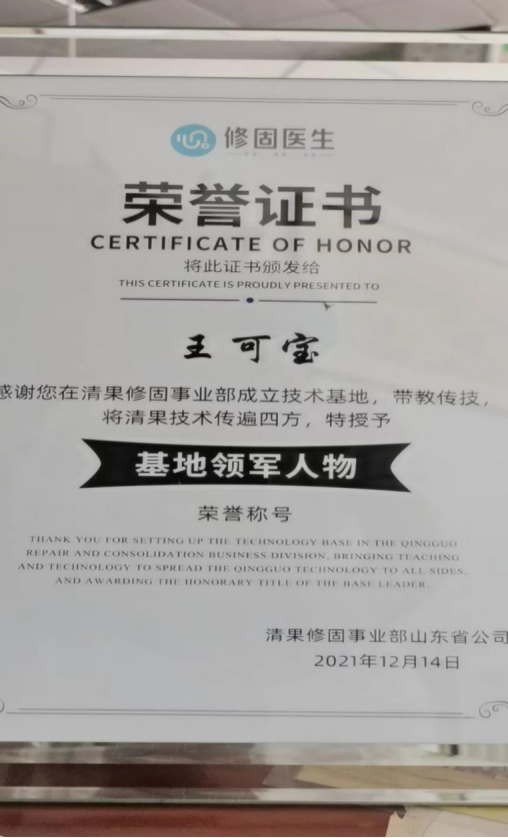 修固医生
荣誉证书
CERTIFICATE OF HONOR
将此证书颁发给
THIS CERTIFICATE IS PROUDLY PRESENTED TO
王可宝
感谢您在清果修固事业部成立技术基地，带教传技，
将清果技术传遍四方，特授予
基地领军人物
荣誉称号
THANK YOU FOR SETTING UP THE TECHNOLOGY BASE IN THE QINGGUO
REPAIR AND CONSOLIDATION BUSINESS DIVISION, BRINGING TEACHING
AND TECHNOLOGY TO SPREAD THE QINGGUO TECHNOLOGY TO ALL SIDES,
AND AWARDING THE HONORARY TITLE OF THE BASE LEADER.
清果修固事业部山东省公司
2021年12月14日